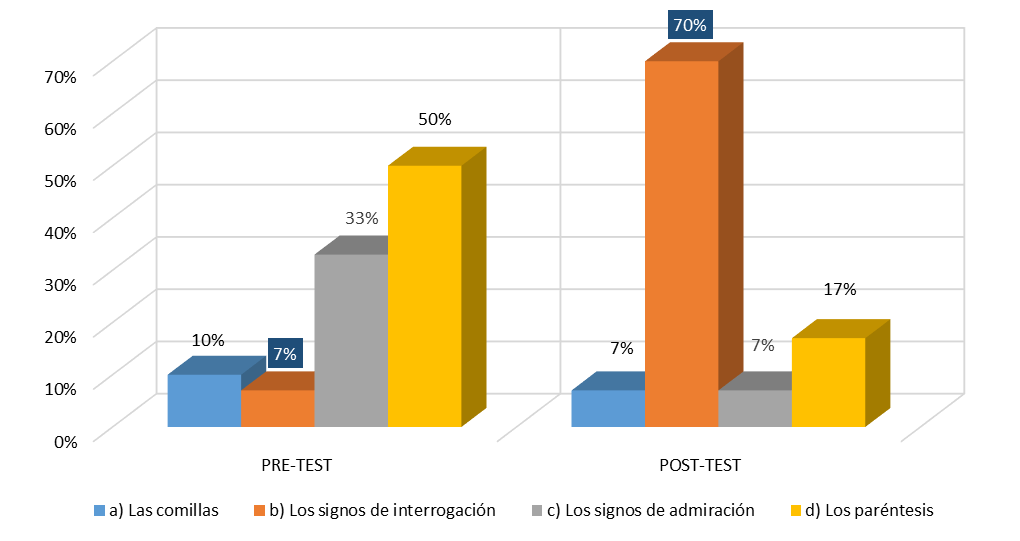 70%
60%
50%
40%
30%
20%
10%
0%
10%
7%
33%
50%
7%
70%
7%
17%
PRE-TEST
POST-TEST
a) Las comillas
b) Los signos de interrogación
c) Los signos de admiración
d) Los paréntesis